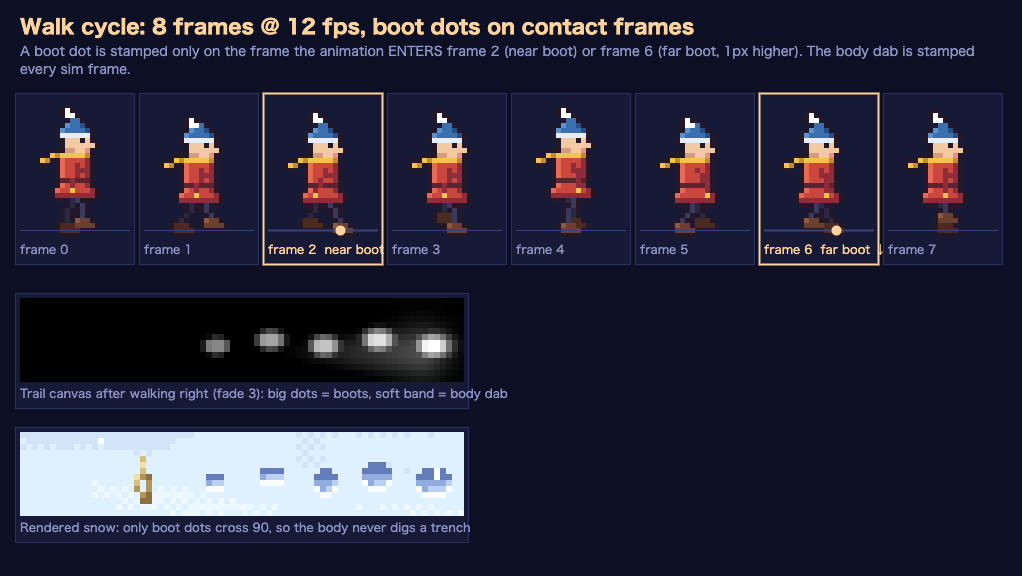 Walk cycle: 8 frames @ 12 fps, boot dots on contact frames
A boot dot is stamped only on the frame the animation ENTERS frame 2 (near boot) or frame 6 (far boot, 1px higher). The body dab is stamped
every sim frame.
frame 0
frame 1
frame 2 near boot
frame 3
frame 4
frame 5
frame 6 far boot
frame 7
Trail canvas after walking right (fade 3): big dots = boots, soft band = body dab
Rendered snow: only boot dots cross 90, so the body never digs a trench